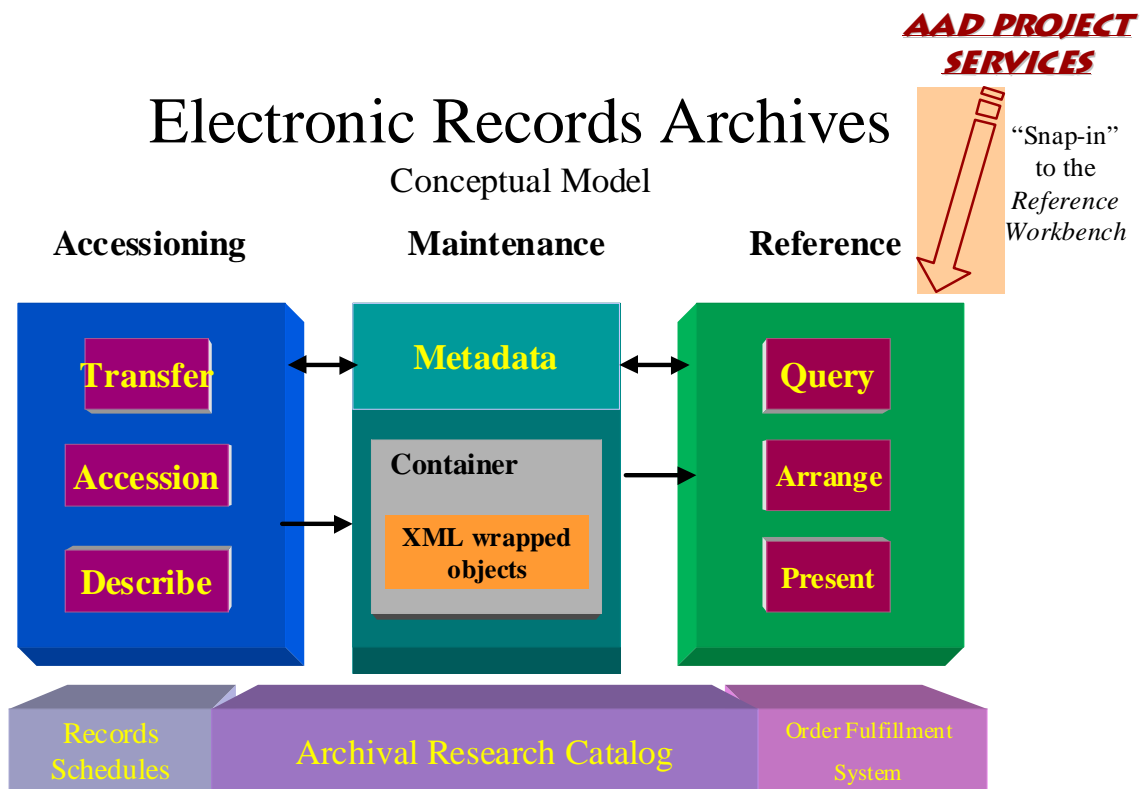 AAD PROJECT
SERVICES
Electronic Records Archives
Conceptual Model
"Snap-in"
to the
Reference
Workbench
Accessioning
Maintenance
Reference
Transfer
Accession
Describe
Metadata
Container
XML wrapped
objects
Query
Arrange
Present
Records
Schedules
Archival Research Catalog
Order Fulfillment
System